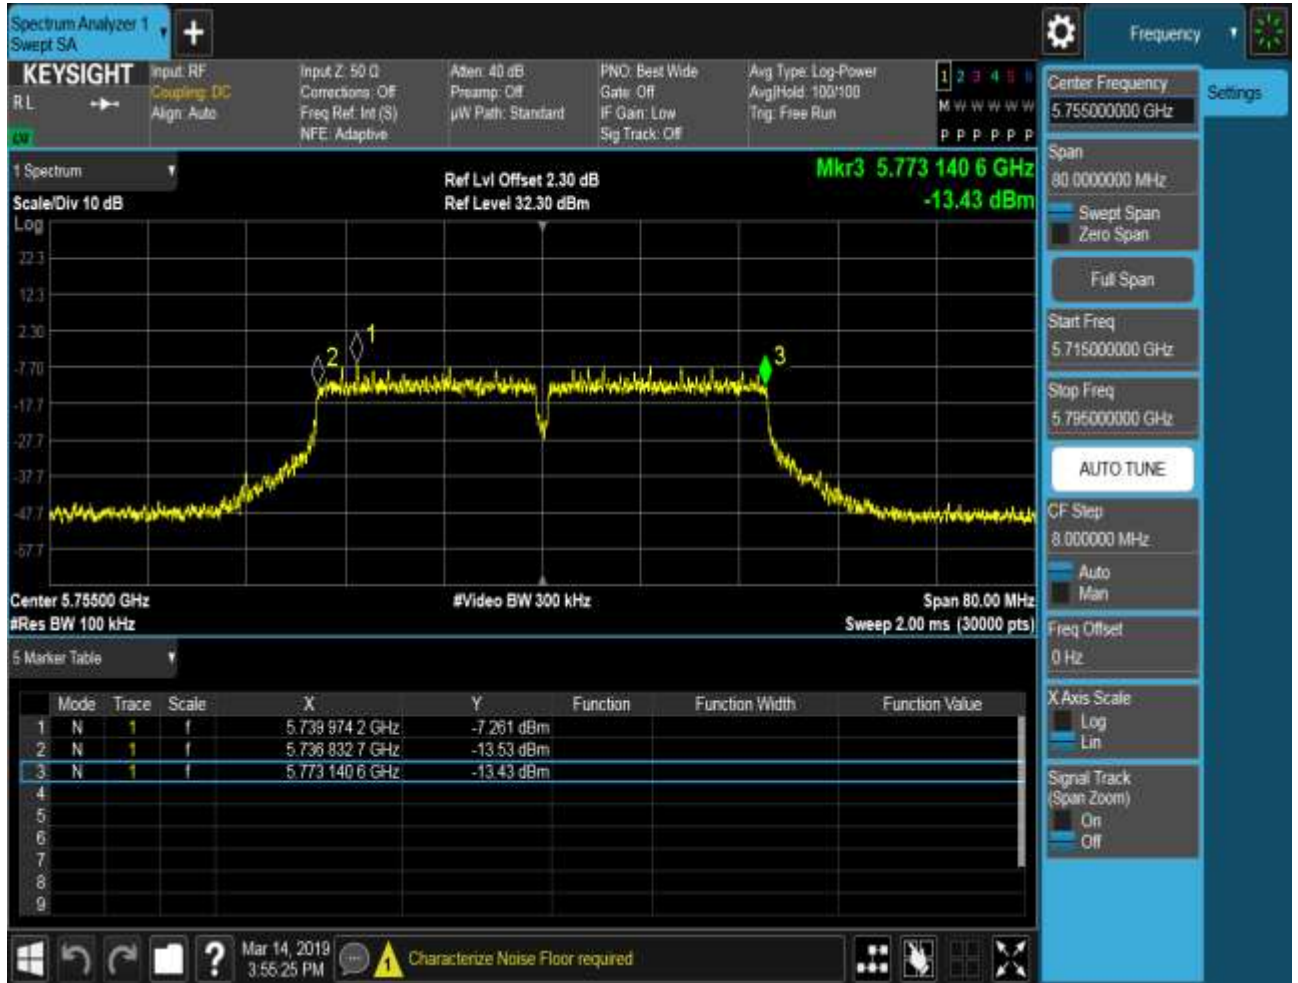 Spectrum Analyzer 1
Swept SA
+
Frequency
KEYSIGHT
RL
Input: RF
Coupling: DC
Align: Auto
Input Z: 50 Ω
Corrections: Off
Freq Ref: Int (S)
NFE: Adaptive
Atten: 40 dB
Preamp: Off
µW Path: Standard
PNO: Best Wide
Gate: Off
IF Gain: Low
Sig Track: Off
Avg Type: Log-Power
Avg|Hold: 100/100
Trig: Free Run
1 2 3 4 5 6
M W W W W W
P P P P P P
1 Spectrum
Scale/Div 10 dB
Ref Lvl Offset 2.30 dB
Ref Level 32.30 dBm
Mkr3 5.773 140 6 GHz
-13.43 dBm
Log
22.3
12.3
2.30
-7.70
-17.7
-27.7
-37.7
-47.7
-57.7
1
2
3
Center 5.75500 GHz
#Video BW 300 kHz
Span 80.00 MHz
#Res BW 100 kHz
Sweep 2.00 ms (30000 pts)
5 Marker Table
Mode Trace Scale X Y Function Function Width Function Value
1 N 1 f 5.739 974 2 GHz -7.261 dBm
2 N 1 f 5.736 832 7 GHz -13.53 dBm
3 N 1 f 5.773 140 6 GHz -13.43 dBm
4
5
6
7
8
9
Mar 14, 2019
3:55:25 PM
?
1
Characterize Noise Floor required
Center Frequency
5.755000000 GHz
Settings
Span
80.0000000 MHz
Swept Span
Zero Span
Full Span
Start Freq
5.715000000 GHz
Stop Freq
5.795000000 GHz
AUTO TUNE
CF Step
8.000000 MHz
Auto
Man
Freq Offset
0 Hz
X Axis Scale
Log
Lin
Signal Track
(Span Zoom)
On
Off